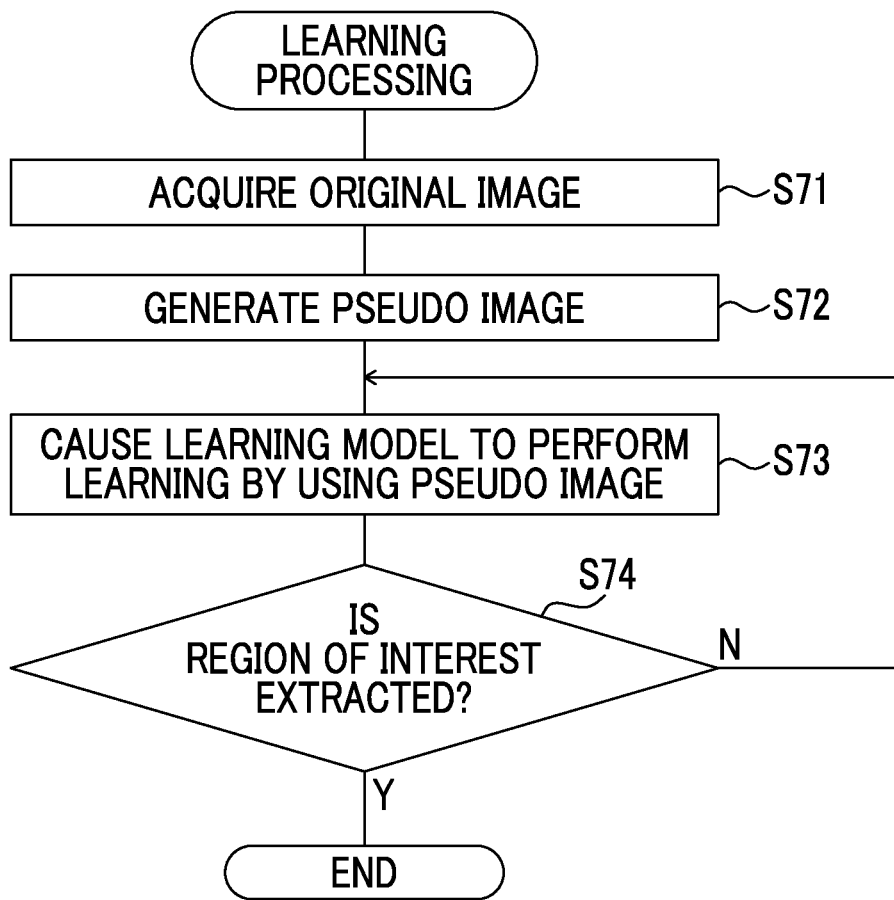 LEARNING
PROCESSING
ACQUIRE ORIGINAL IMAGE
S71
GENERATE PSEUDO IMAGE
S72
CAUSE LEARNING MODEL TO PERFORM
LEARNING BY USING PSEUDO IMAGE
S73
S74
IS
REGION OF INTEREST
EXTRACTED?
N
Y
END